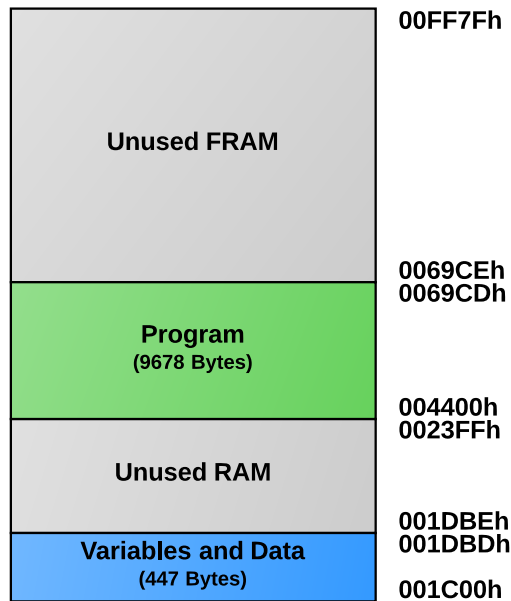 00FF7Fh
Unused FRAM
0069CEh
0069CDh
Program
(9678 Bytes)
004400h
0023FFh
Unused RAM
001DBEh
001DBDh
Variables and Data
(447 Bytes)
001C00h